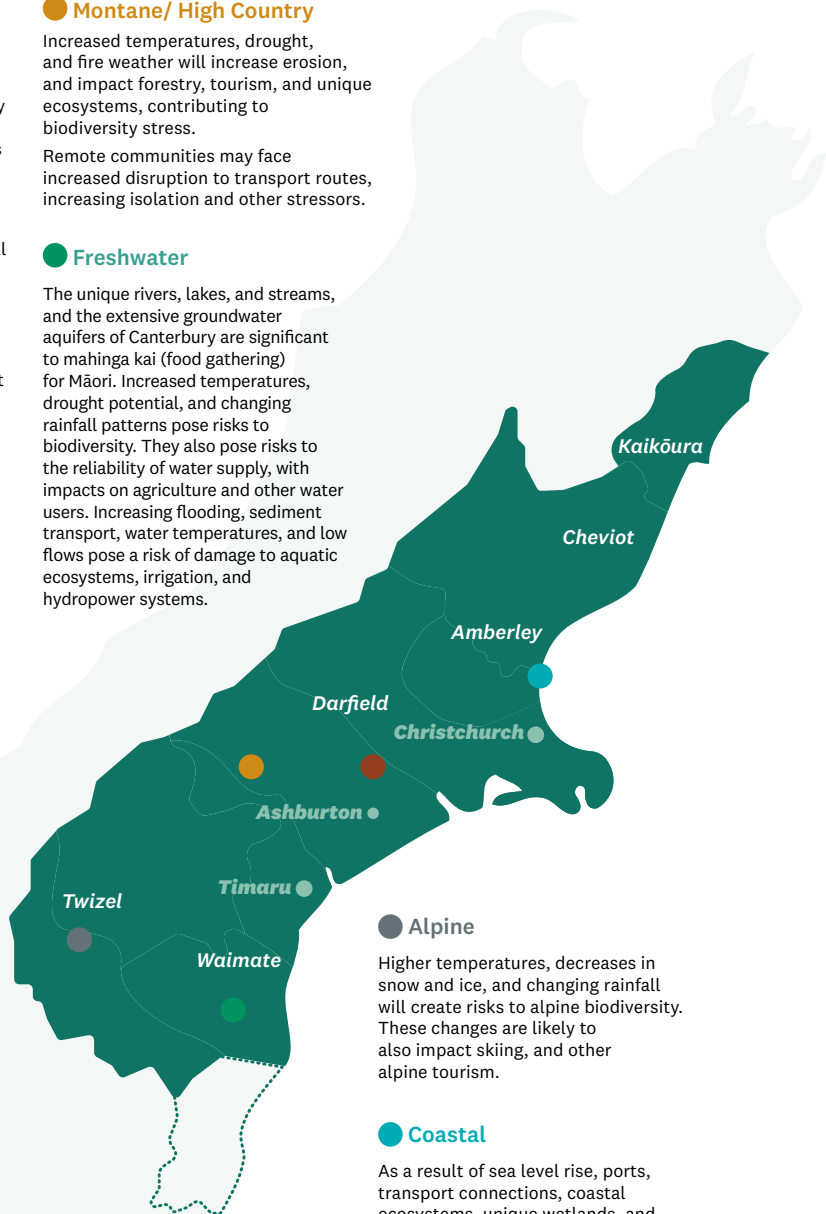 Montane/ High Country
Increased temperatures, drought,
and fire weather will increase erosion,
and impact forestry, tourism, and unique
ecosystems, contributing to
biodiversity stress.
Remote communities may face
increased disruption to transport routes,
increasing isolation and other stressors.
Freshwater
The unique rivers, lakes, and streams,
and the extensive groundwater
aquifers of Canterbury are significant
to mahinga kai (food gathering)
for Māori. Increased temperatures,
drought potential, and changing
rainfall patterns pose risks to
biodiversity. They also pose risks to
the reliability of water supply, with
impacts on agriculture and other water
users. Increasing flooding, sediment
transport, water temperatures, and low
flows pose a risk of damage to aquatic
ecosystems, irrigation, and
hydropower systems.
Kaikōura
Cheviot
Amberley
Darfield
Christchurch
Ashburton
Timaru
Twizel
Waimate
Alpine
Higher temperatures, decreases in
snow and ice, and changing rainfall
will create risks to alpine biodiversity.
These changes are likely to
also impact skiing, and other
alpine tourism.
Coastal
As a result of sea level rise, ports,
transport connections, coastal
ecosystems, unique wetlands, and